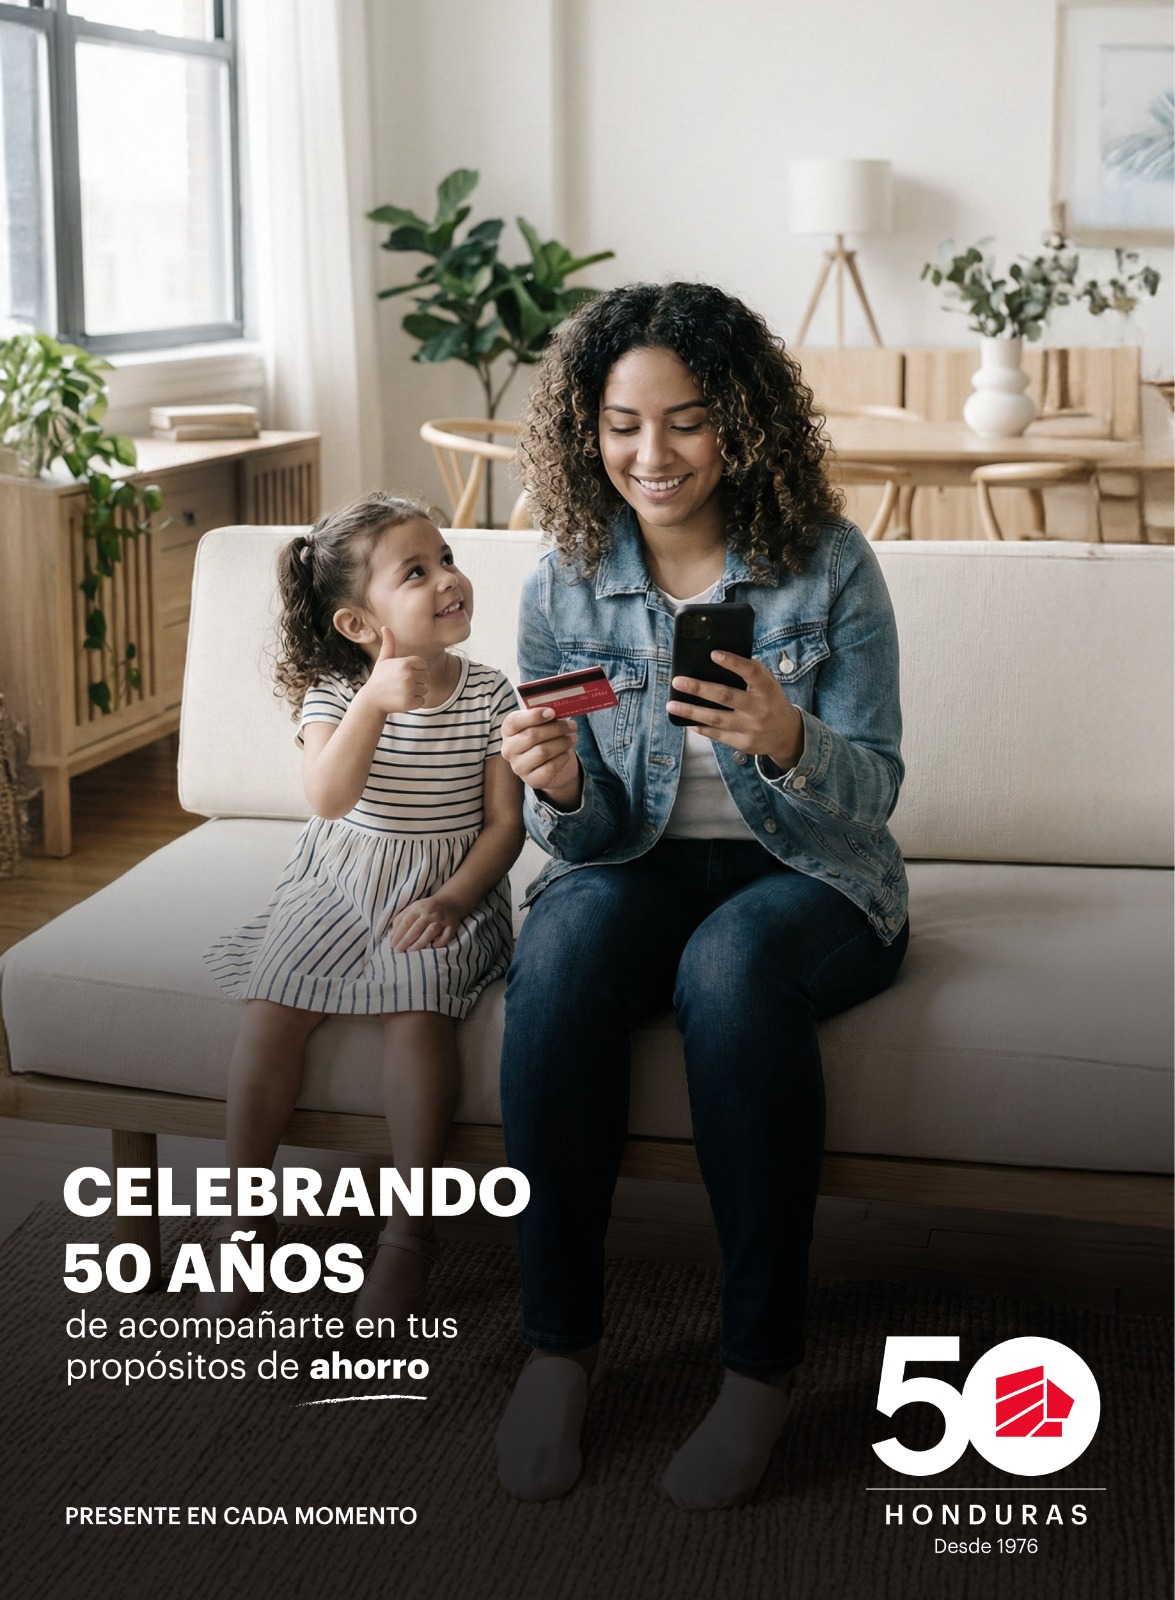 CELEBRANDO
50 AÑOS
de acompañarte en tus
propósitos de ahorro
PRESENTE EN CADA MOMENTO
50
HONDURAS
Desde 1976